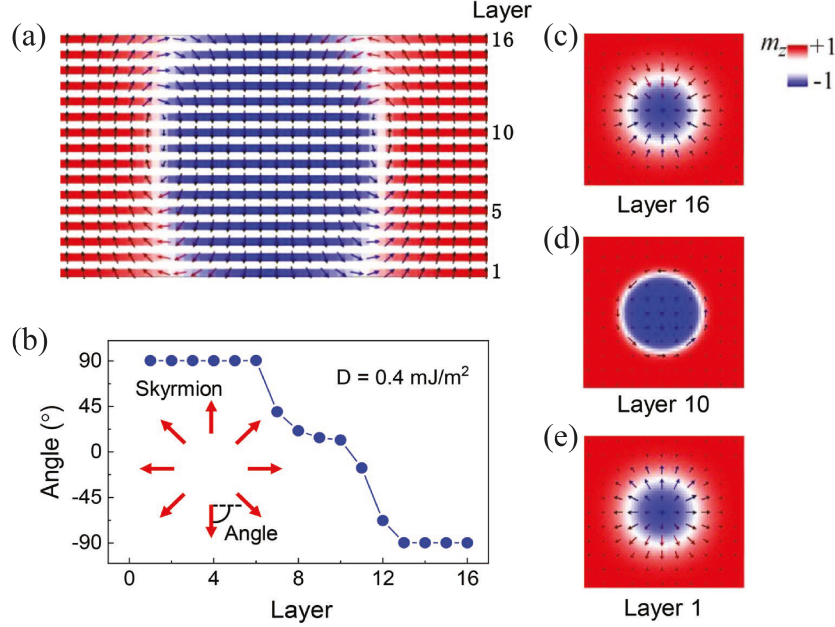 Layer
(a)
16
10
5
1
(b)
90
45
0
-45
-90
Angle (°)
Skyrmion
D = 0.4 mJ/m²
Angle
0
4
8
12
16
Layer
(c)
m_z
+1
-1
Layer 16
(d)
Layer 10
(e)
Layer 1